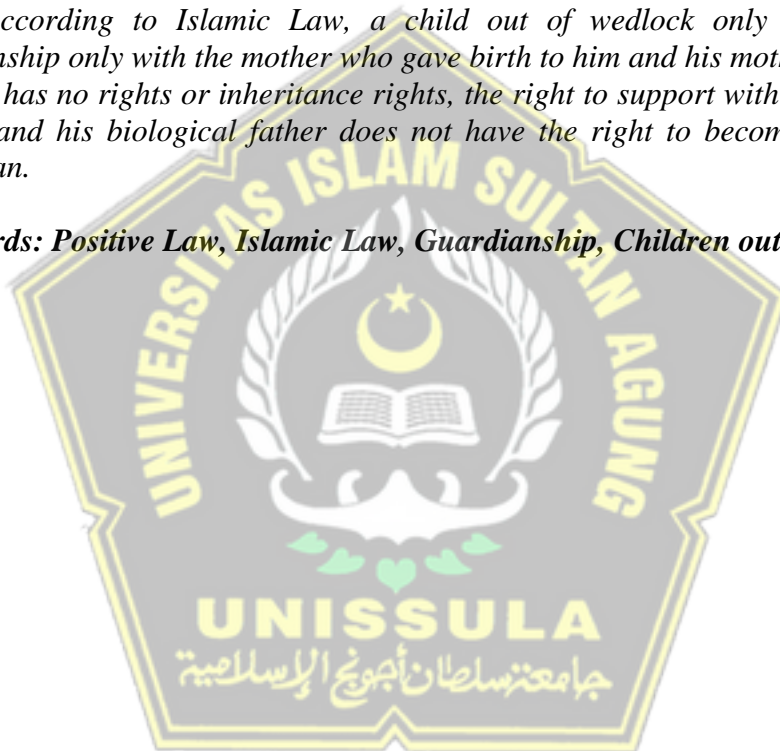 ccording to Islamic Law, a child out of wedlock only
nship only with the mother who gave birth to him and his moth
has no rights or inheritance rights, the right to support with
and his biological father does not have the right to becom
an.
rds: Positive Law, Islamic Law, Guardianship, Children out
UNIVERSITAS ISLAM SULTAN AGUNG
UNISSULA
جامعة سلطان أجونج الإسلامية